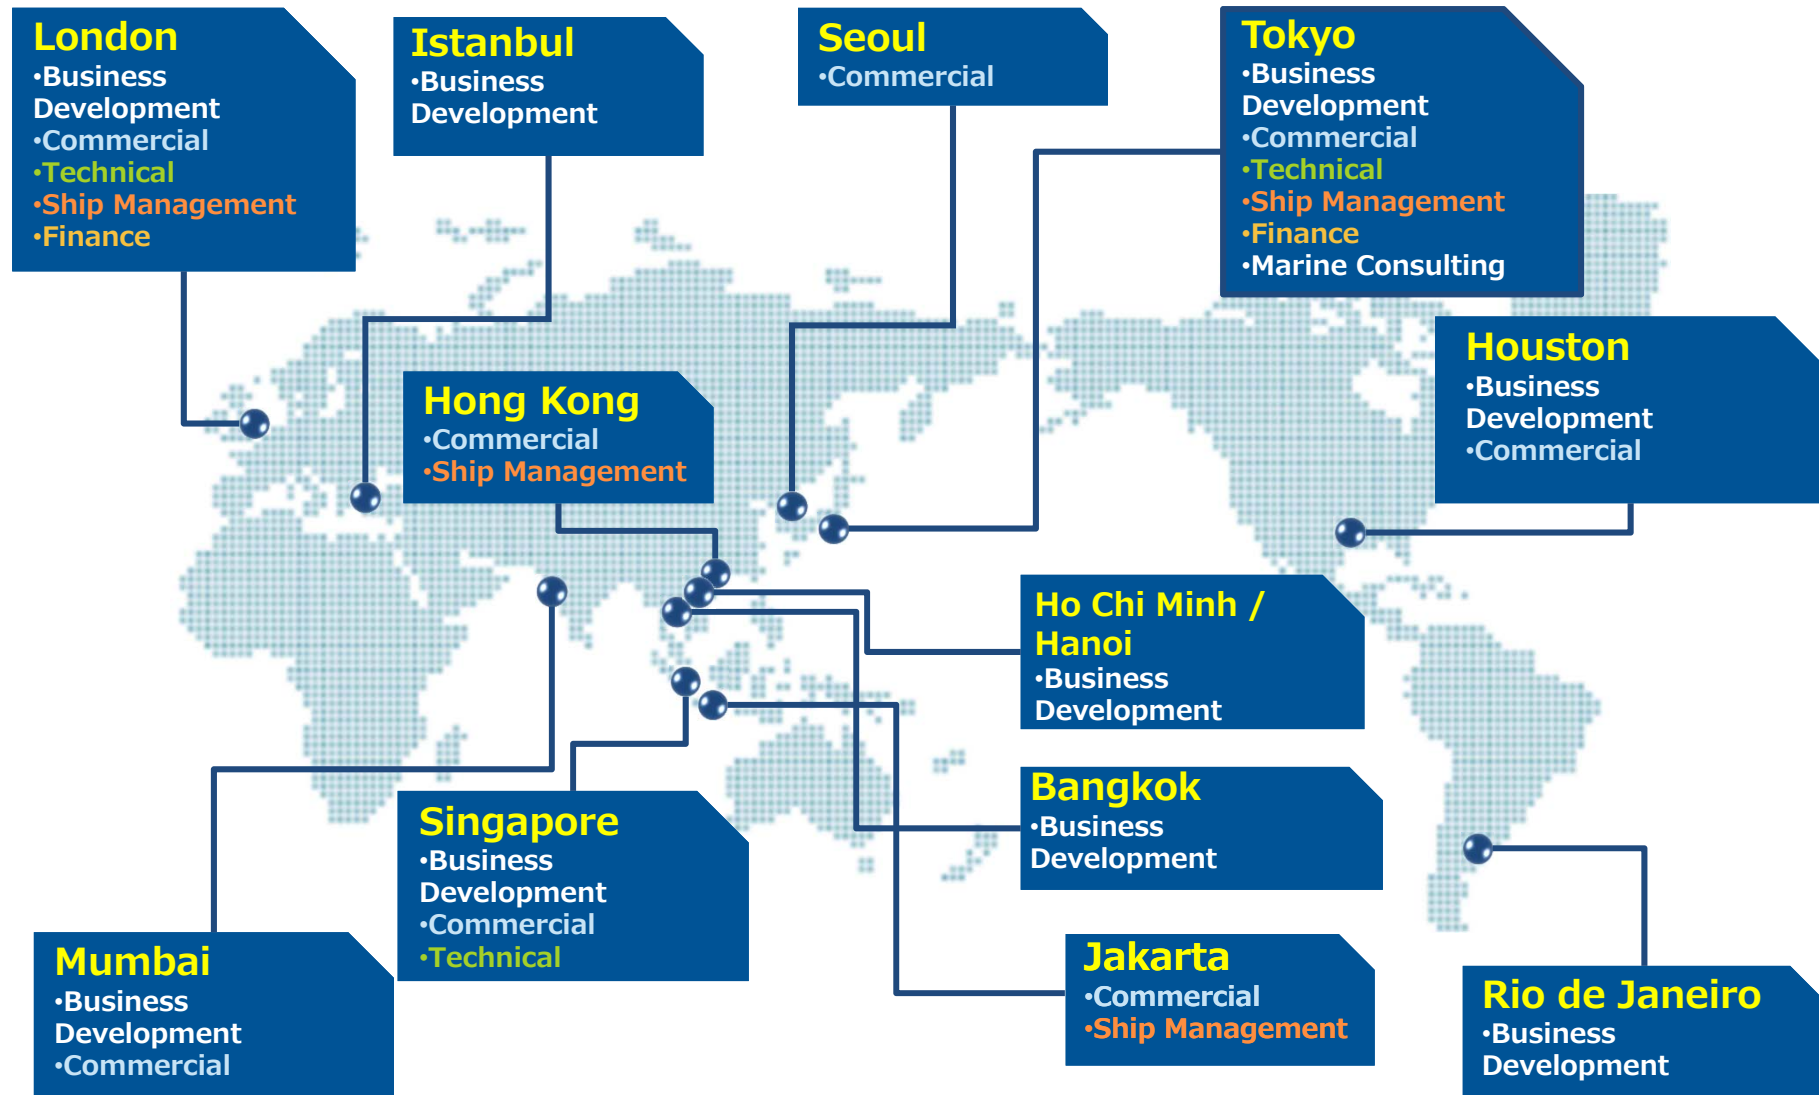 London
•Business
Development
•Commercial
•Technical
•Ship Management
•Finance
Istanbul
•Business
Development
Seoul
•Commercial
Tokyo
•Business
Development
•Commercial
•Technical
•Ship Management
•Finance
•Marine Consulting
Houston
•Business
Development
•Commercial
Hong Kong
•Commercial
•Ship Management
Ho Chi Minh /
Hanoi
•Business
Development
Bangkok
•Business
Development
Singapore
•Business
Development
•Commercial
•Technical
Mumbai
•Business
Development
•Commercial
Jakarta
•Commercial
•Ship Management
Rio de Janeiro
•Business
Development